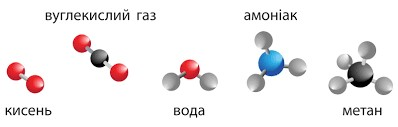 вуглекислий газ
амоніак
кисень
вода
метан